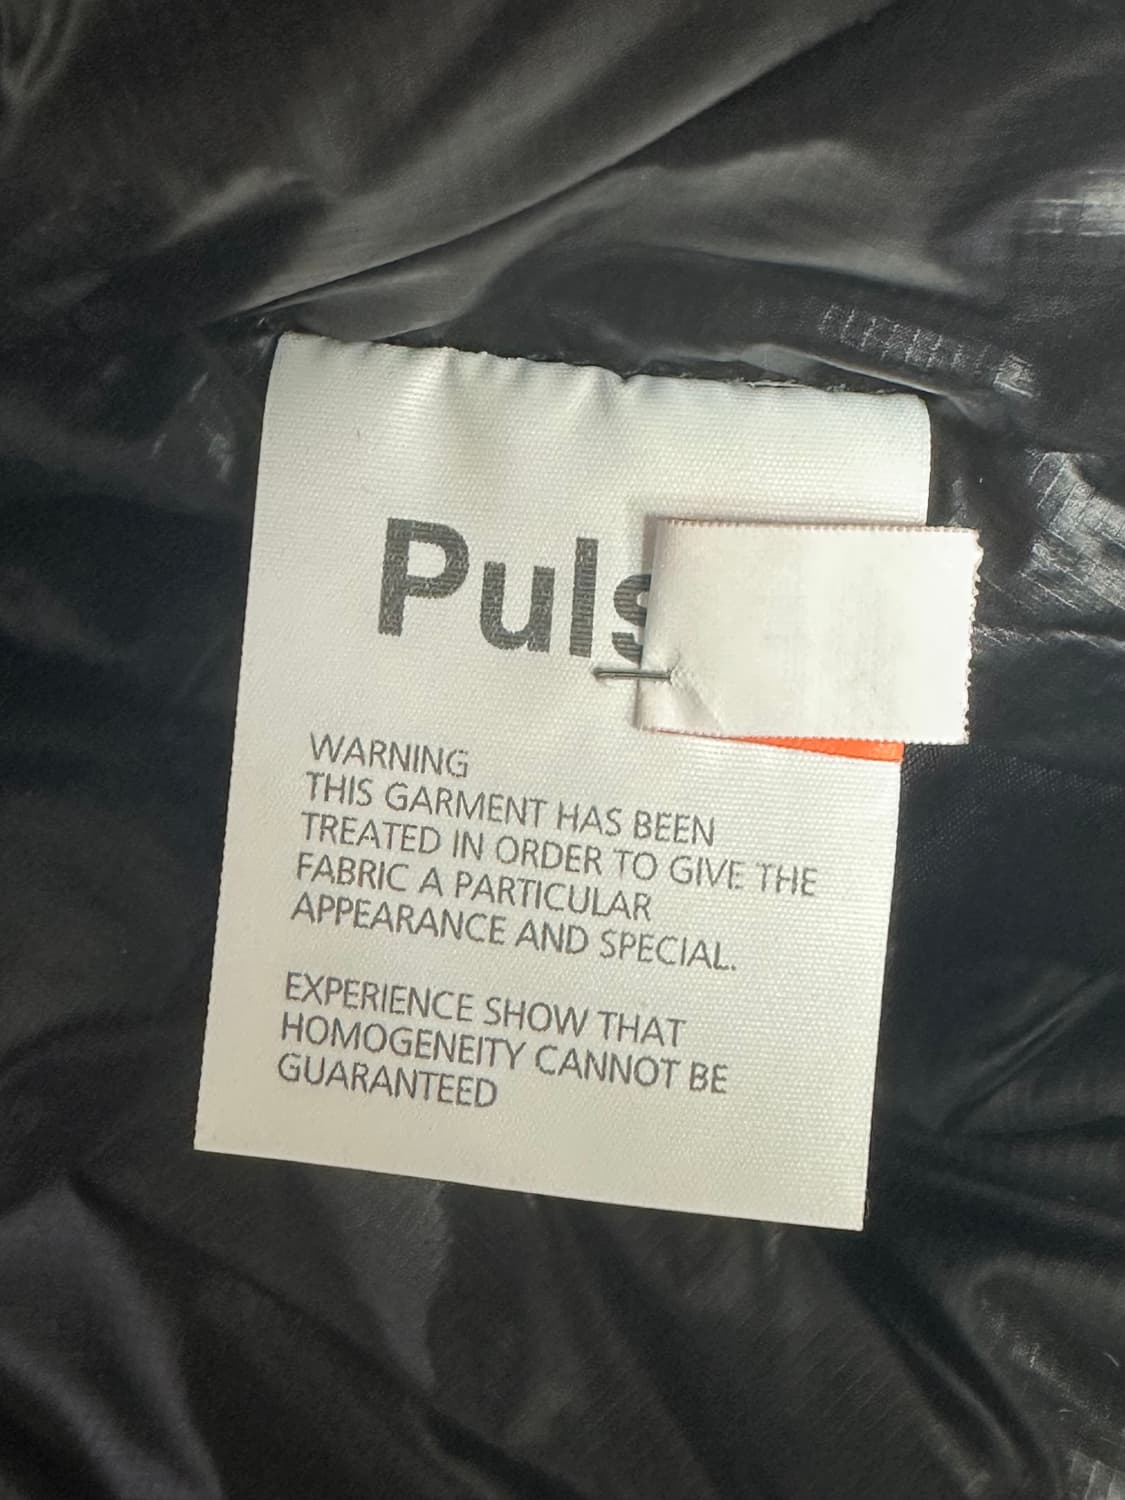 Puls
WARNING
THIS GARMENT HAS BEEN
TREATED IN ORDER TO GIVE THE
FABRIC A PARTICULAR
APPEARANCE AND SPECIAL.
EXPERIENCE SHOW THAT
HOMOGENEITY CANNOT BE
GUARANTEED